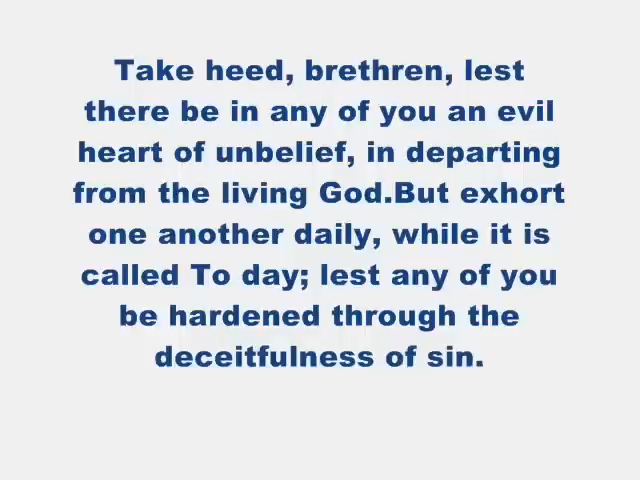 Take heed, brethren, lest
there be in any of you an evil
heart of unbelief, in departing
from the living God.But exhort
one another daily, while it is
called To day; lest any of you
be hardened through the
deceitfulness of sin.